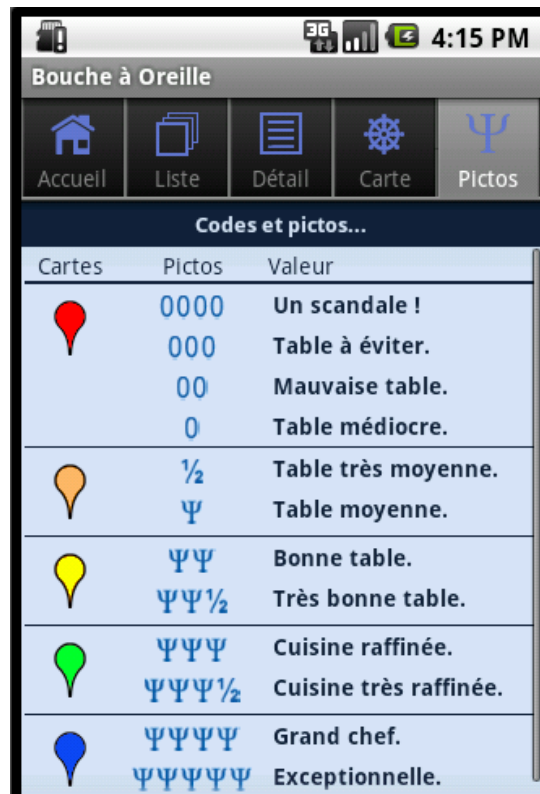 3G 4:15 PM
Bouche à Oreille
Accueil Liste Détail Carte Ψ Pictos
Codes et pictos...
Cartes Pictos Valeur
0000 Un scandale !
000 Table à éviter.
00 Mauvaise table.
0 Table médiocre.
½ Table très moyenne.
Ψ Table moyenne.
ΨΨ Bonne table.
ΨΨ½ Très bonne table.
ΨΨΨ Cuisine raffinée.
ΨΨΨ½ Cuisine très raffinée.
ΨΨΨΨ Grand chef.
ΨΨΨΨΨ Exceptionnelle.